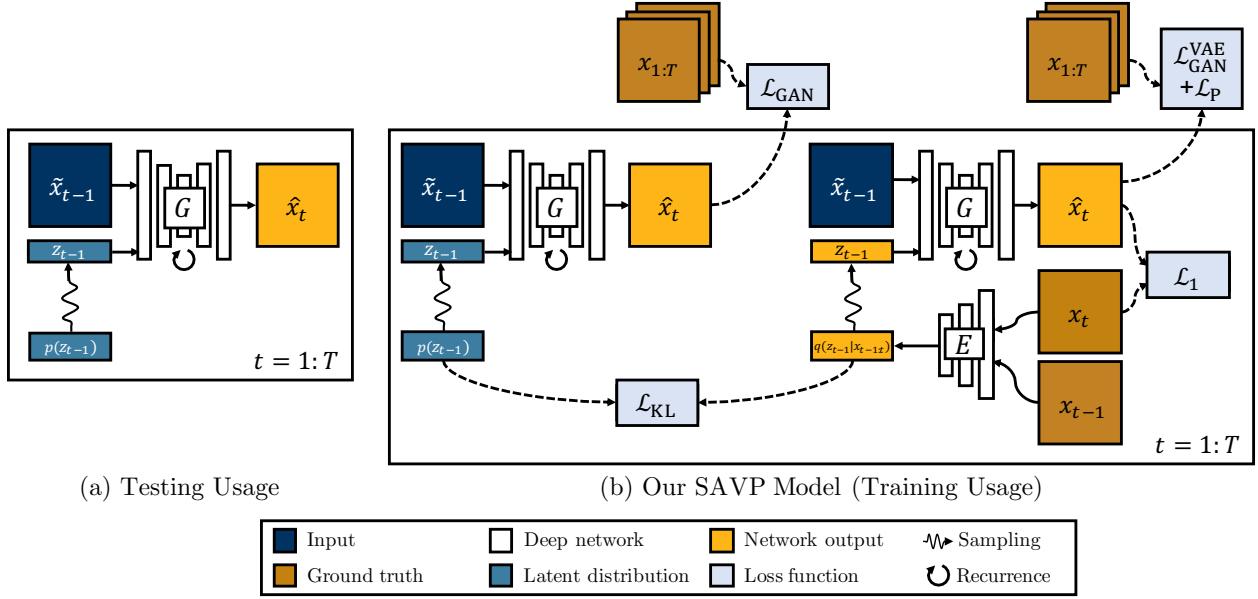 x_{1:T}
ℒ_GAN
x_{1:T}
ℒ_GAN^VAE
+ℒ_P
x̃_{t−1}
G
x̂_t
z_{t−1}
p(z_{t−1})
t = 1: T
x̃_{t−1}
G
x̂_t
z_{t−1}
p(z_{t−1})
x̃_{t−1}
G
x̂_t
z_{t−1}
q(z_{t−1}|x_{t−1:t})
E
x_t
x_{t−1}
ℒ_1
ℒ_KL
t = 1: T
(a) Testing Usage
(b) Our SAVP Model (Training Usage)
Input
Deep network
Network output
Sampling
Ground truth
Latent distribution
Loss function
Recurrence